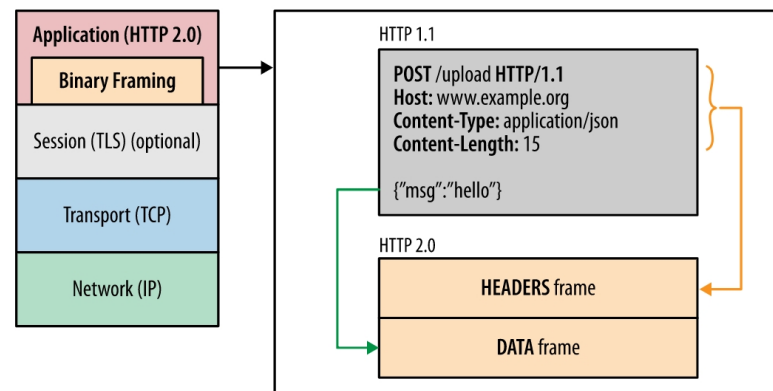 Application (HTTP 2.0)
Binary Framing
Session (TLS) (optional)
Transport (TCP)
Network (IP)
HTTP 1.1
POST /upload HTTP/1.1
Host: www.example.org
Content-Type: application/json
Content-Length: 15
{"msg":"hello"}
HTTP 2.0
HEADERS frame
DATA frame